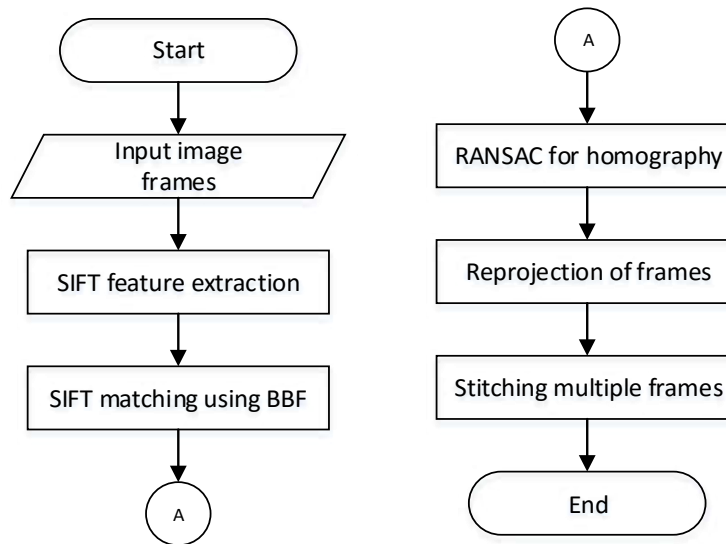 Start
Input image
frames
SIFT feature extraction
SIFT matching using BBF
A
A
RANSAC for homography
Reprojection of frames
Stitching multiple frames
End